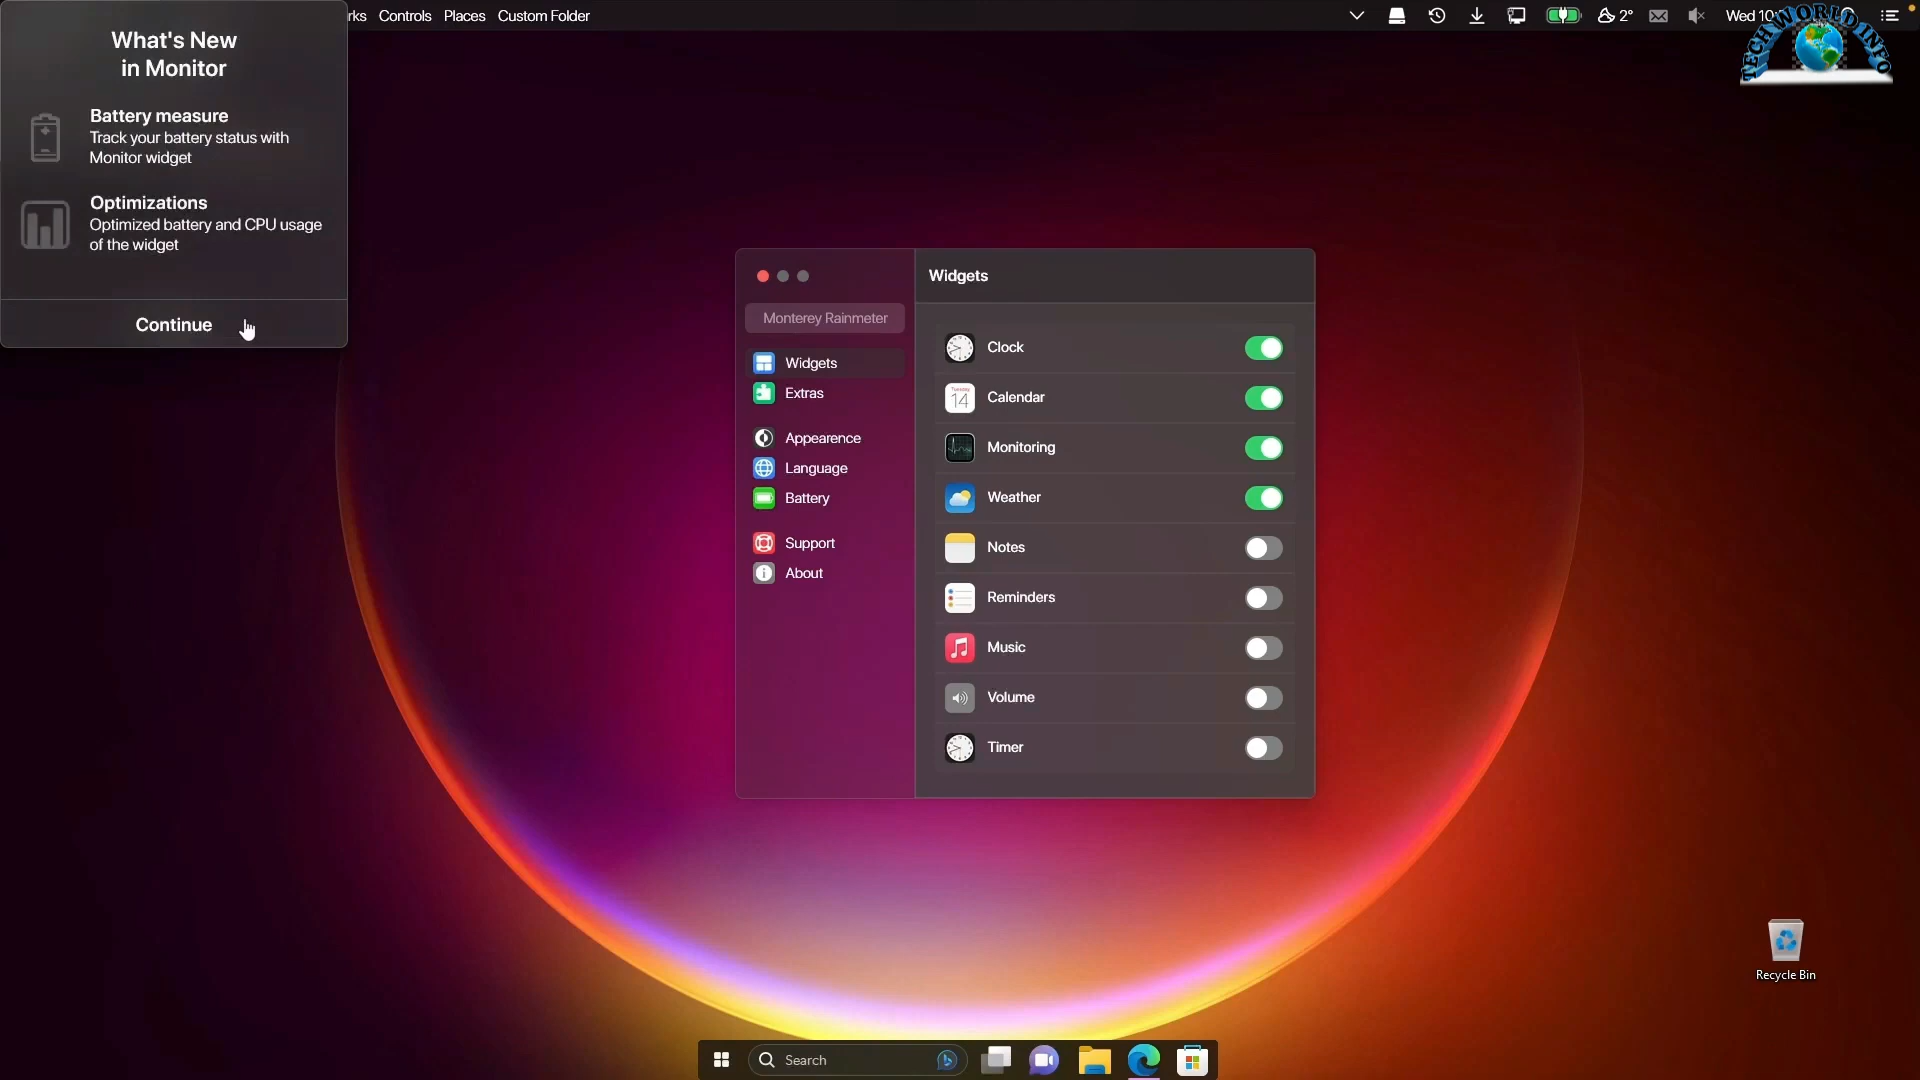 Controls Places Custom Folder
2° Wed
TECHWORLDINFO
What's New
in Monitor
Battery measure
Track your battery status with
Monitor widget
Optimizations
Optimized battery and CPU usage
of the widget
Continue
Monterey Rainmeter
Widgets
Extras
Appearence
Language
Battery
Support
About
Widgets
Clock
Tuesday
14
Calendar
Monitoring
Weather
Notes
Reminders
Music
Volume
Timer
Recycle Bin
Search